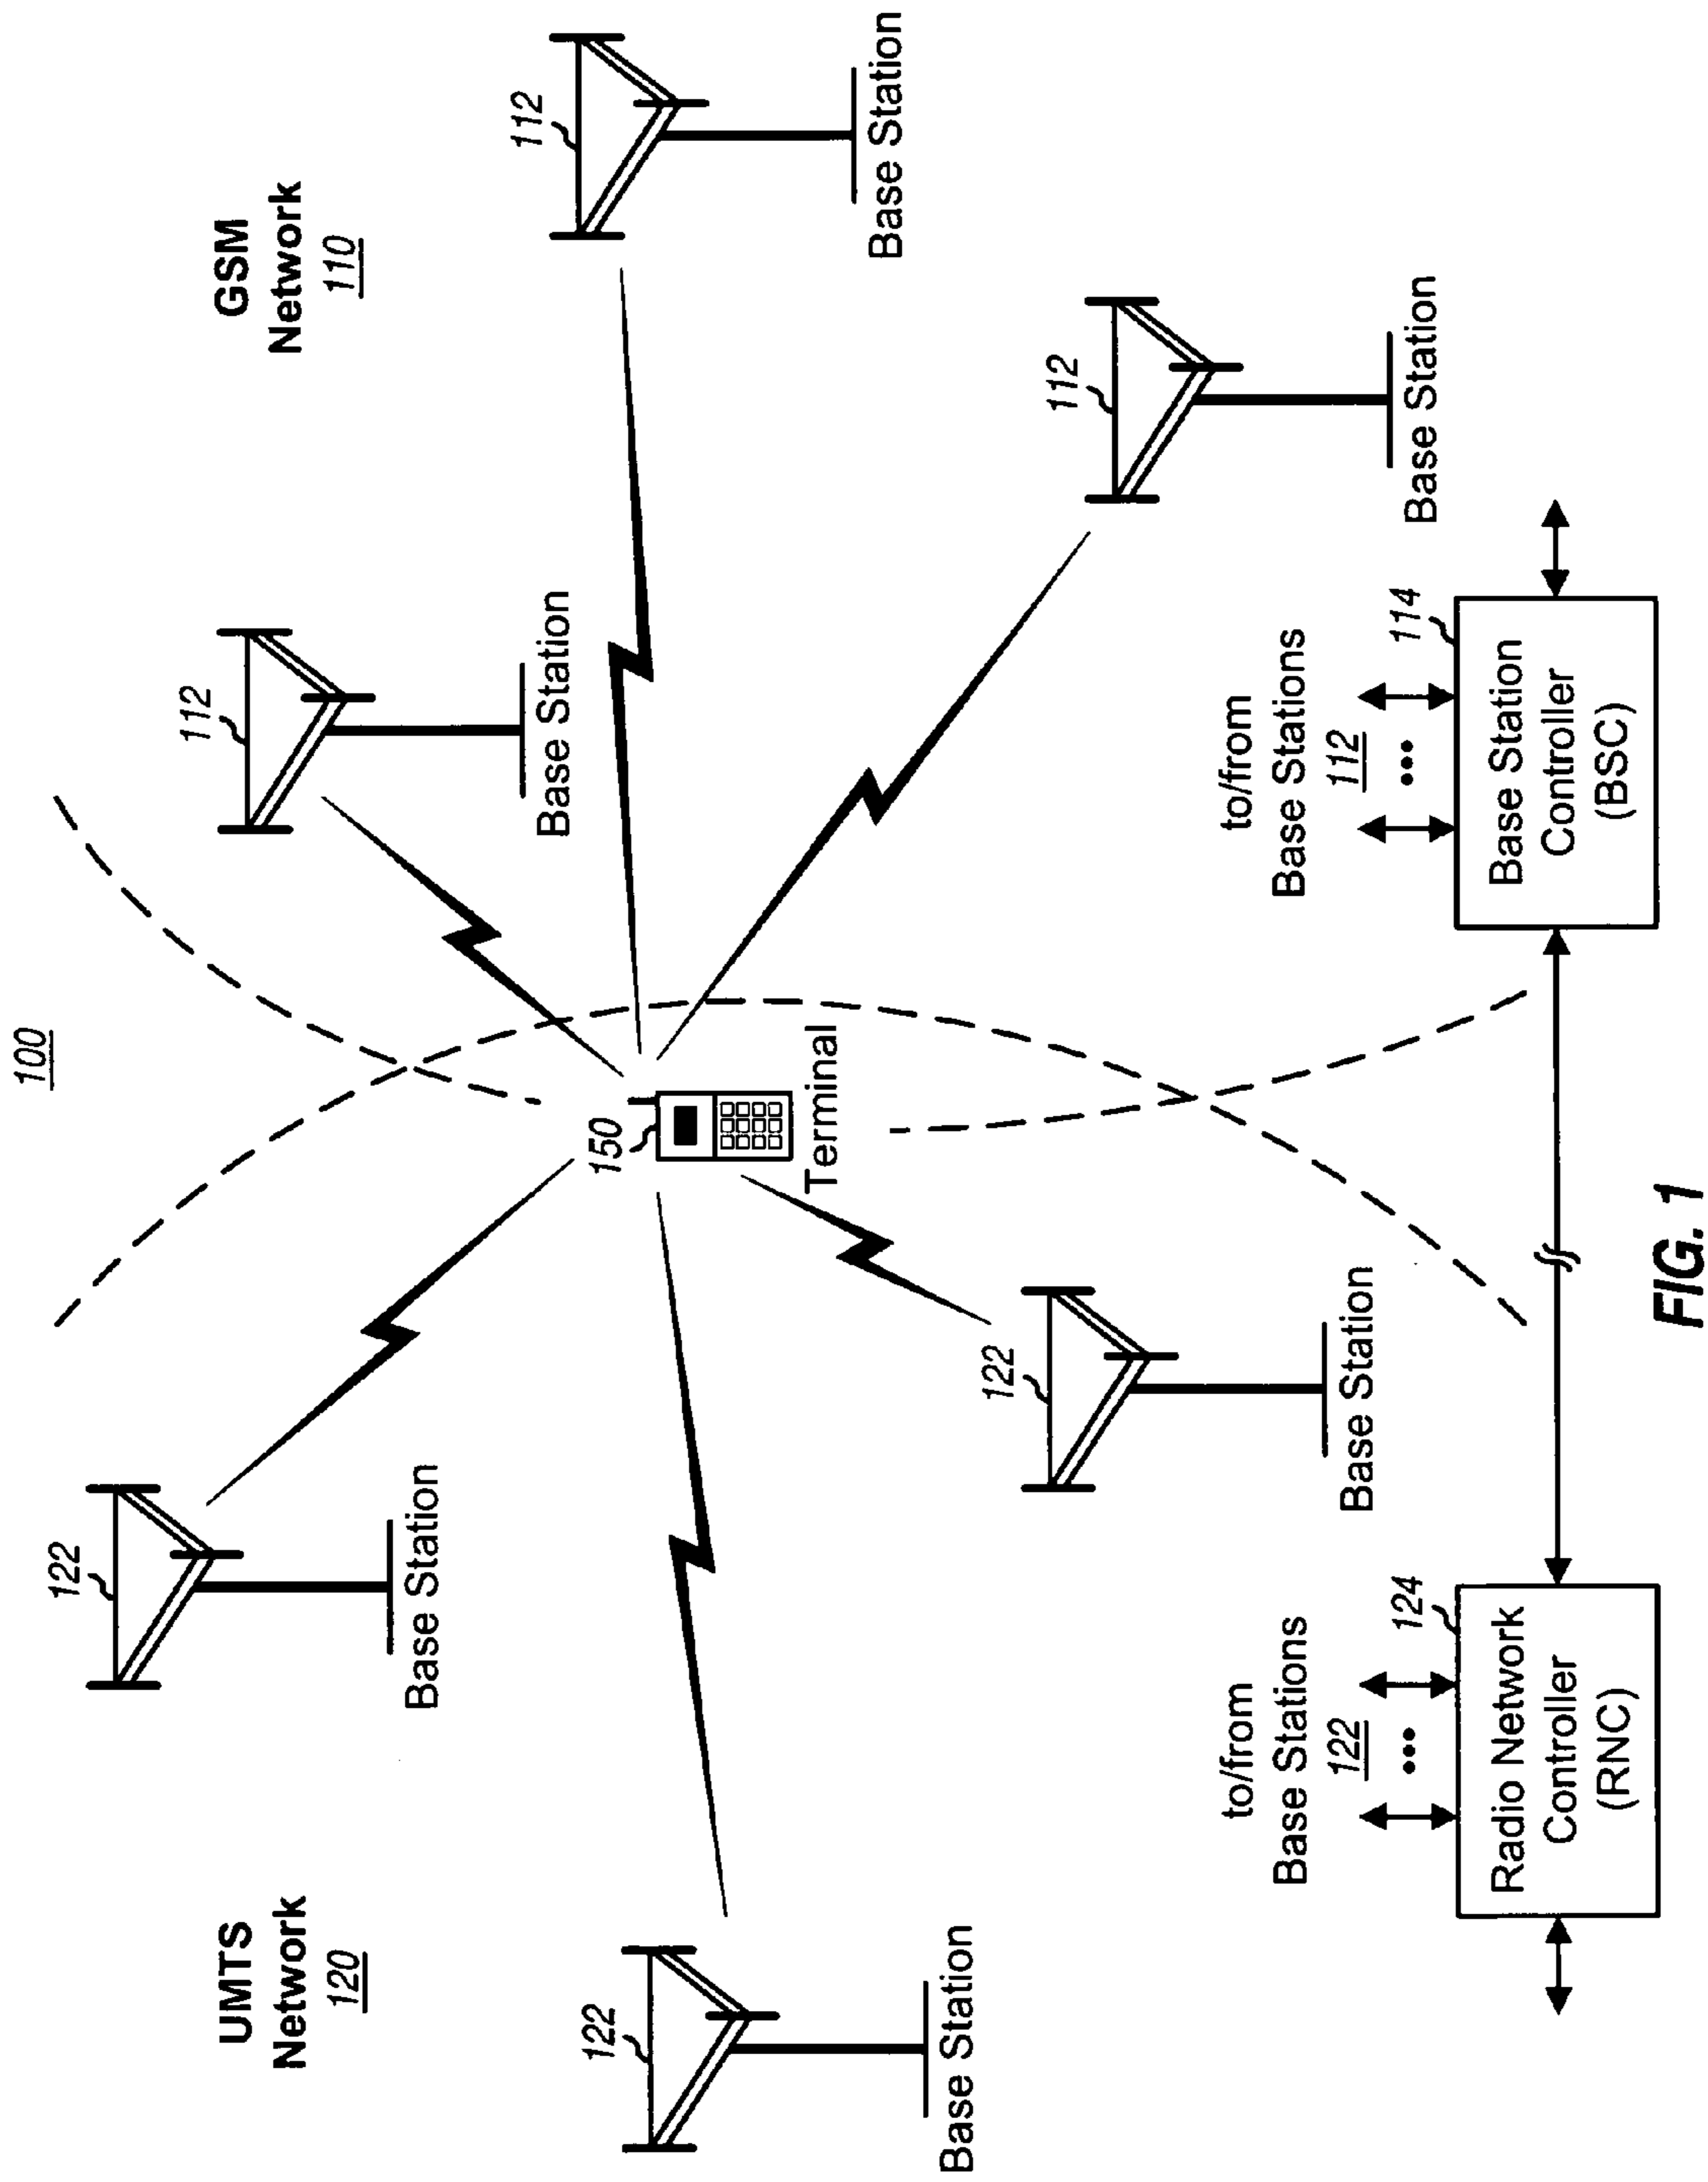 100
UMTS
Network
120
GSM
Network
110
122
Base Station
112
Base Station
122
Base Station
112
Base Station
150
Terminal
122
Base Station
112
Base Station
to/from
Base Stations
122
•••
124
Radio Network
Controller
(RNC)
to/from
Base Stations
112
•••
114
Base Station
Controller
(BSC)
FIG. 1